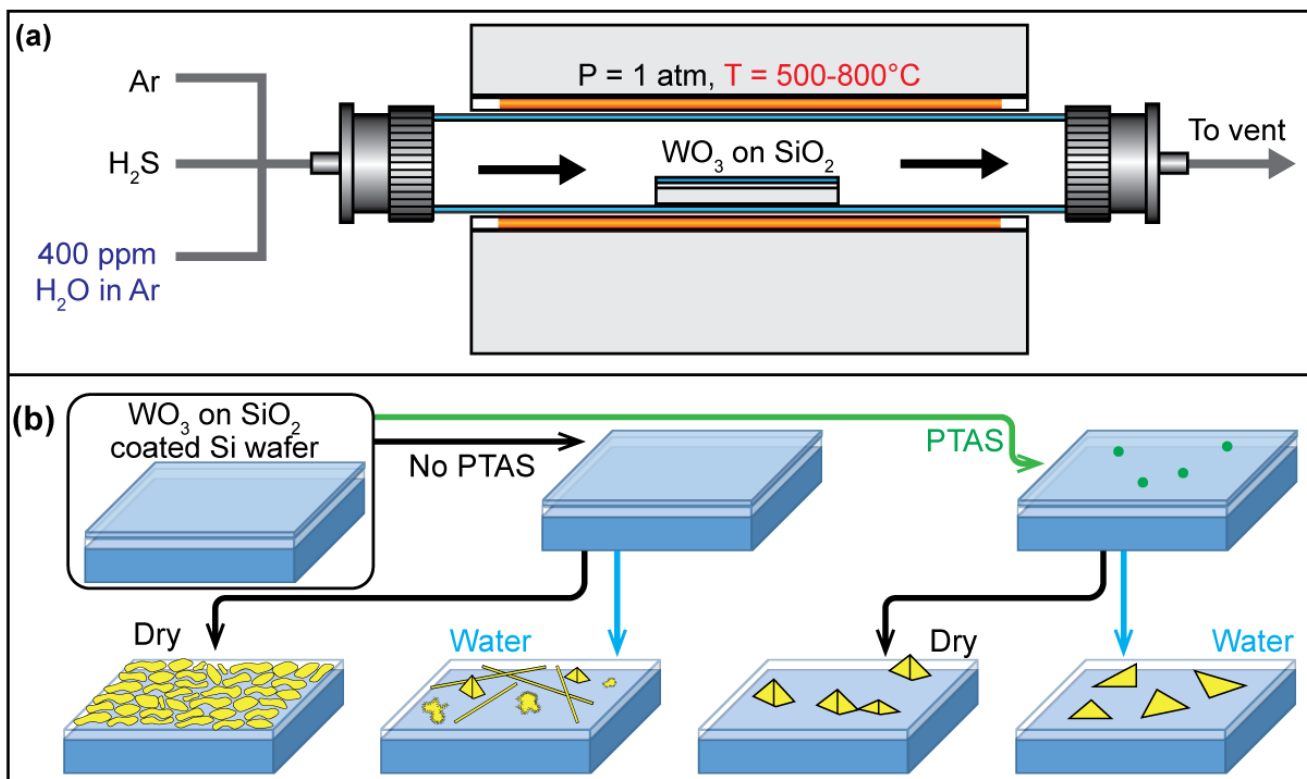 (a)
Ar
H₂S
400 ppm
H₂O in Ar
P = 1 atm, T = 500-800°C
WO₃ on SiO₂
To vent
(b)
WO₃ on SiO₂
coated Si wafer
No PTAS
PTAS
Dry
Water
Dry
Water